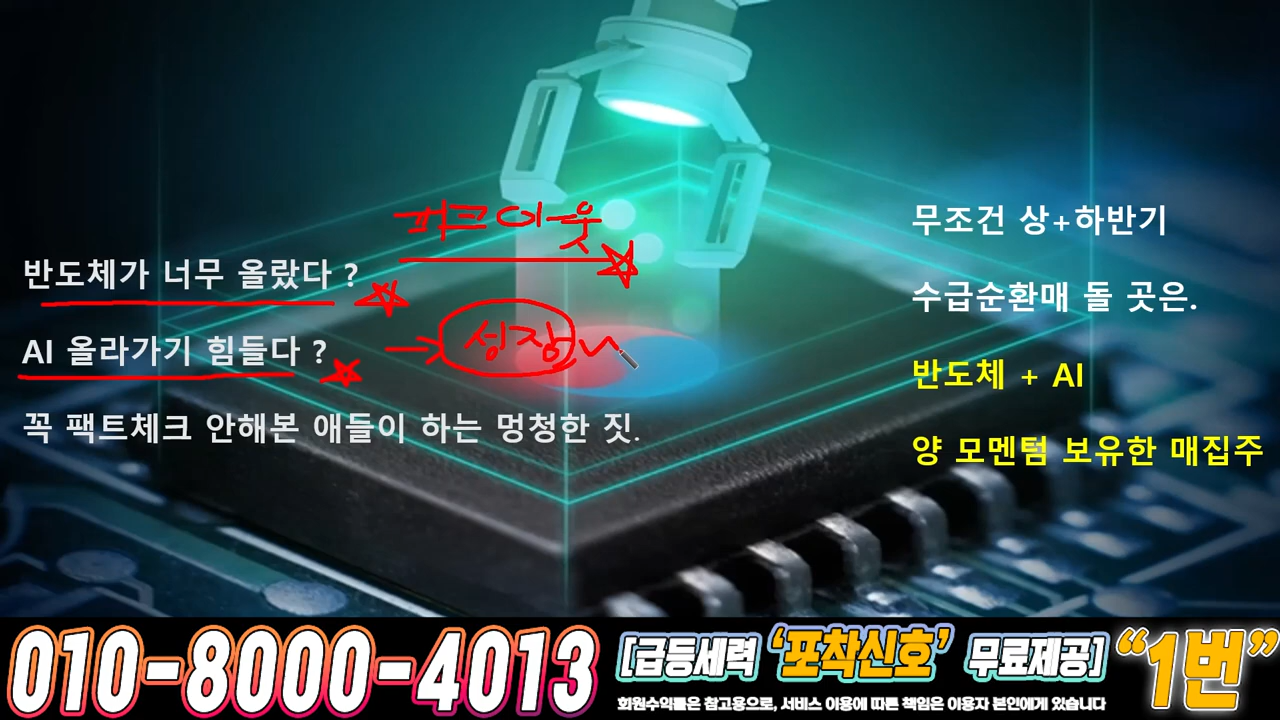 피크이웃
반도체가 너무 올랐다 ?
AI 올라가기 힘들다 ?
성장
꼭 팩트체크 안해본 애들이 하는 멍청한 짓.
무조건 상+하반기
수급순환매 돌 곳은.
반도체 + AI
양 모멘텀 보유한 매집주
010-8000-4013
[급등세력 '포착신호' 무료제공] "1번"
회원수익률은 참고용으로, 서비스 이용에 따른 책임은 이용자 본인에게 있습니다